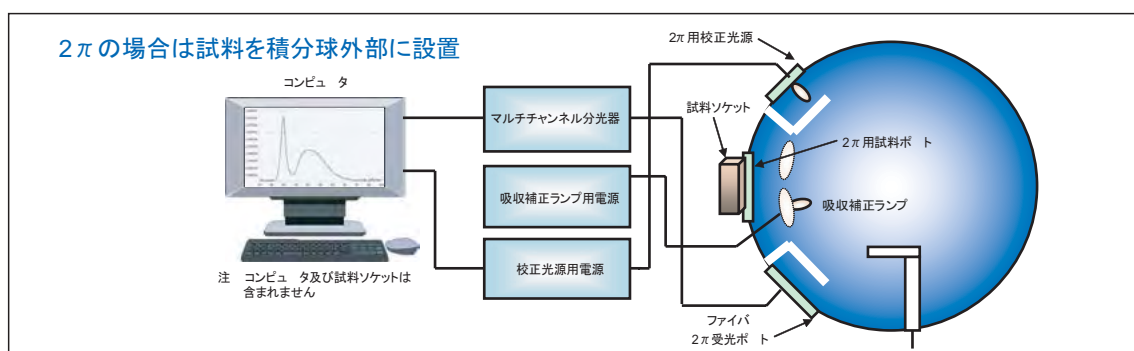 2πの場合は試料を積分球外部に設置
コンピュータ
マルチチャンネル分光器
吸収補正ランプ用電源
校正光源用電源
注 コンピュータ及び試料ソケットは
含まれません
2π用校正光源
試料ソケット
2π用試料ポート
吸収補正ランプ
ファイバ
2π受光ポート